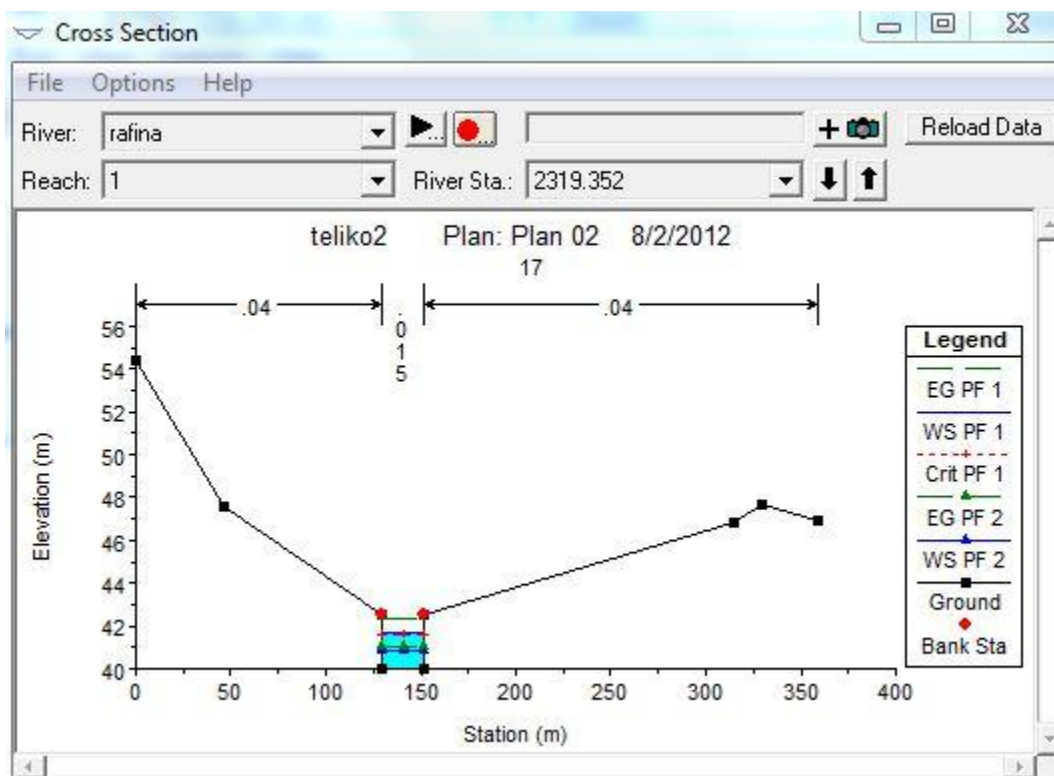 Cross Section
File Options Help
River: rafina Reload Data
Reach: 1 River Sta.: 2319.352
teliko2 Plan: Plan 02 8/2/2012
17
.04 .015 .04
56
54
52
50
48
46
44
42
40
Elevation (m)
0 50 100 150 200 250 300 350 400
Station (m)
Legend
EG PF 1
WS PF 1
Crit PF 1
EG PF 2
WS PF 2
Ground
Bank Sta